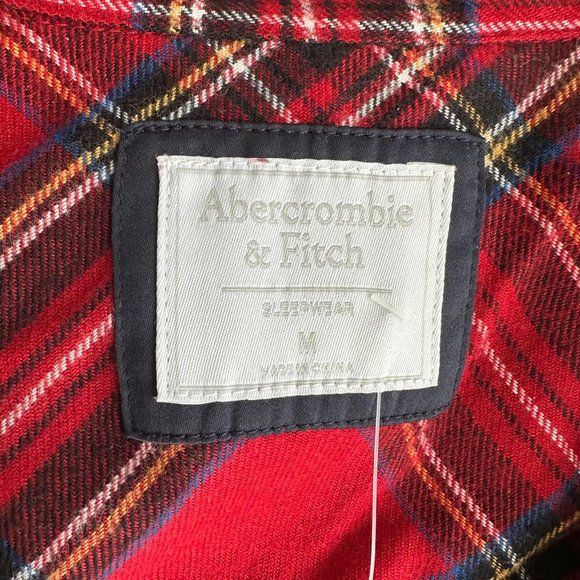 Abercrombie
& Fitch
SLEEPWEAR
M
MADE IN CHINA